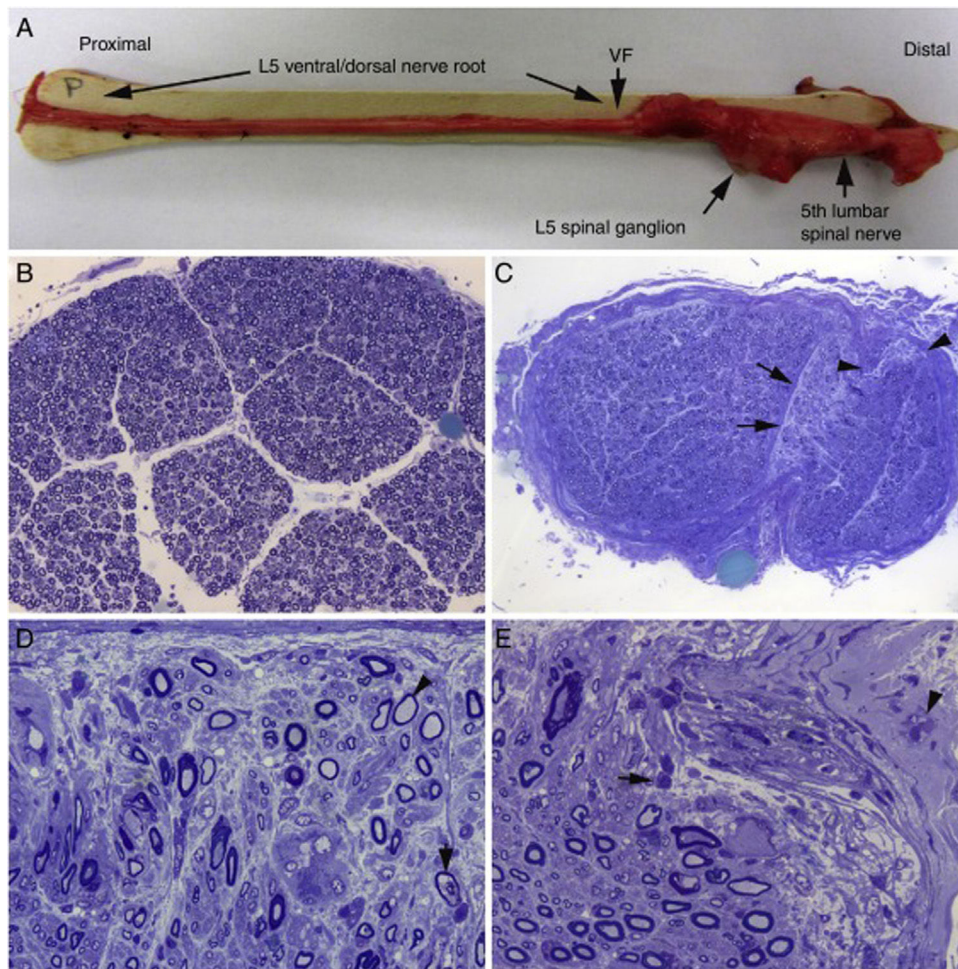 A
Proximal
L5 ventral/dorsal nerve root
VF
Distal
P
L5 spinal ganglion
5th lumbar
spinal nerve
B
C
D
E